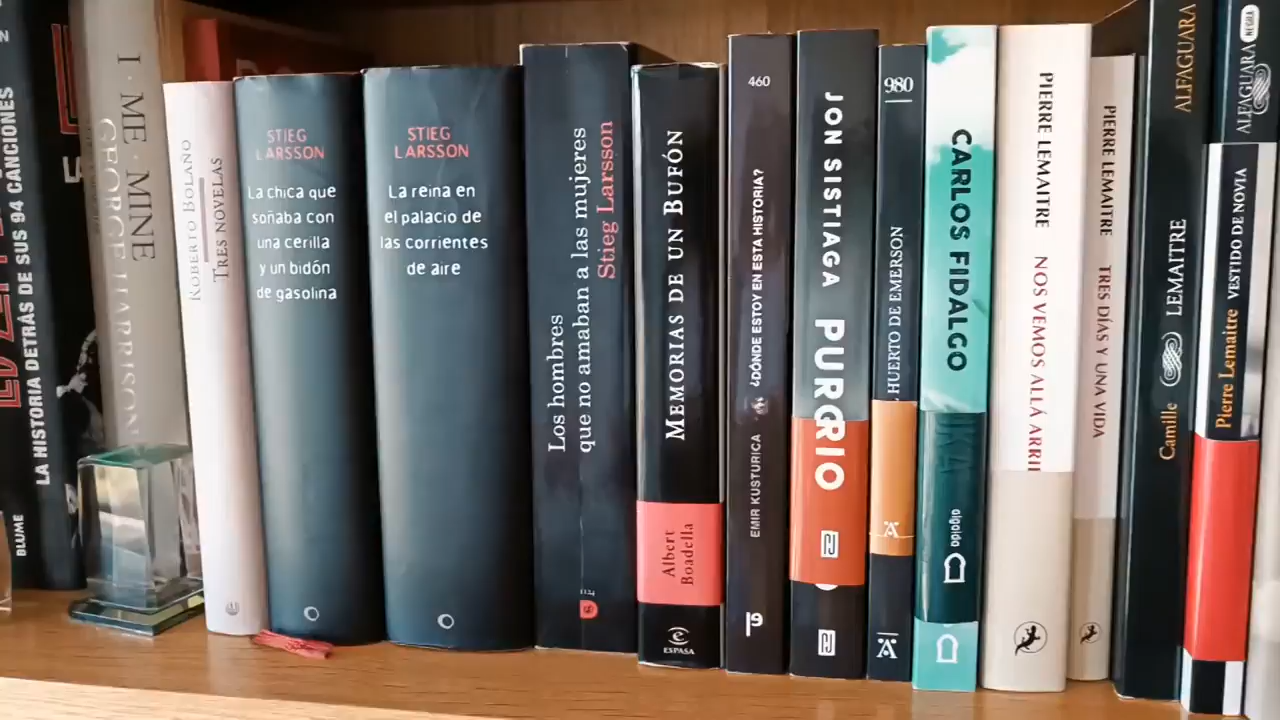 LA HISTORIA DETRÁS DE SUS 94 CANCIONES
BLUME
I · ME · MINE
GEORGE HARRISON
ROBERTO BOLAÑO
TRES NOVELAS
STIEG
LARSSON
La chica que
soñaba con
una cerilla
y un bidón
de gasolina
STIEG
LARSSON
La reina en
el palacio de
las corrientes
de aire
Los hombres
que no amaban a las mujeres
Stieg Larsson
MEMORIAS DE UN BUFÓN
Albert
Boadella
ESPASA
460
¿DÓNDE ESTOY EN ESTA HISTORIA?
EMIR KUSTURICA
JON SISTIAGA
PURGRIO
980
HUERTO DE EMERSON
CARLOS FIDALGO
algaida
PIERRE LEMAITRE
NOS VEMOS ALLÁ ARRI
PIERRE LEMAITRE
TRES DÍAS Y UNA VIDA
ALFAGUARA
LEMAITRE
Camille
ALFAGUARA
Pierre Lemaitre VESTIDO DE NOVIA